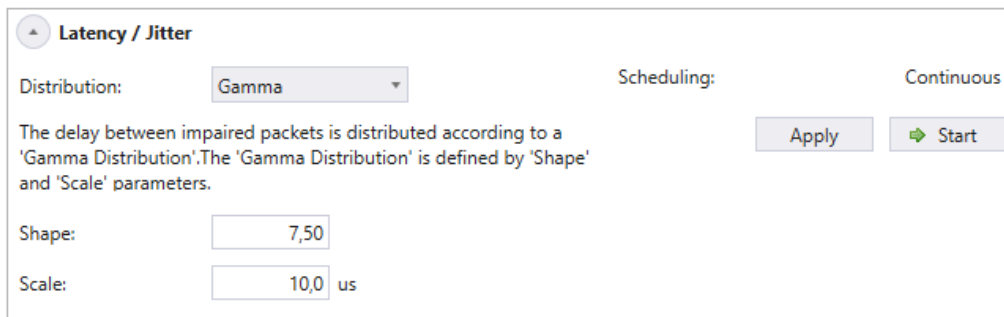 Latency / Jitter
Distribution: Gamma Scheduling: Continuous
The delay between impaired packets is distributed according to a
'Gamma Distribution'.The 'Gamma Distribution' is defined by 'Shape'
and 'Scale' parameters.
Apply Start
Shape: 7,50
Scale: 10,0 us